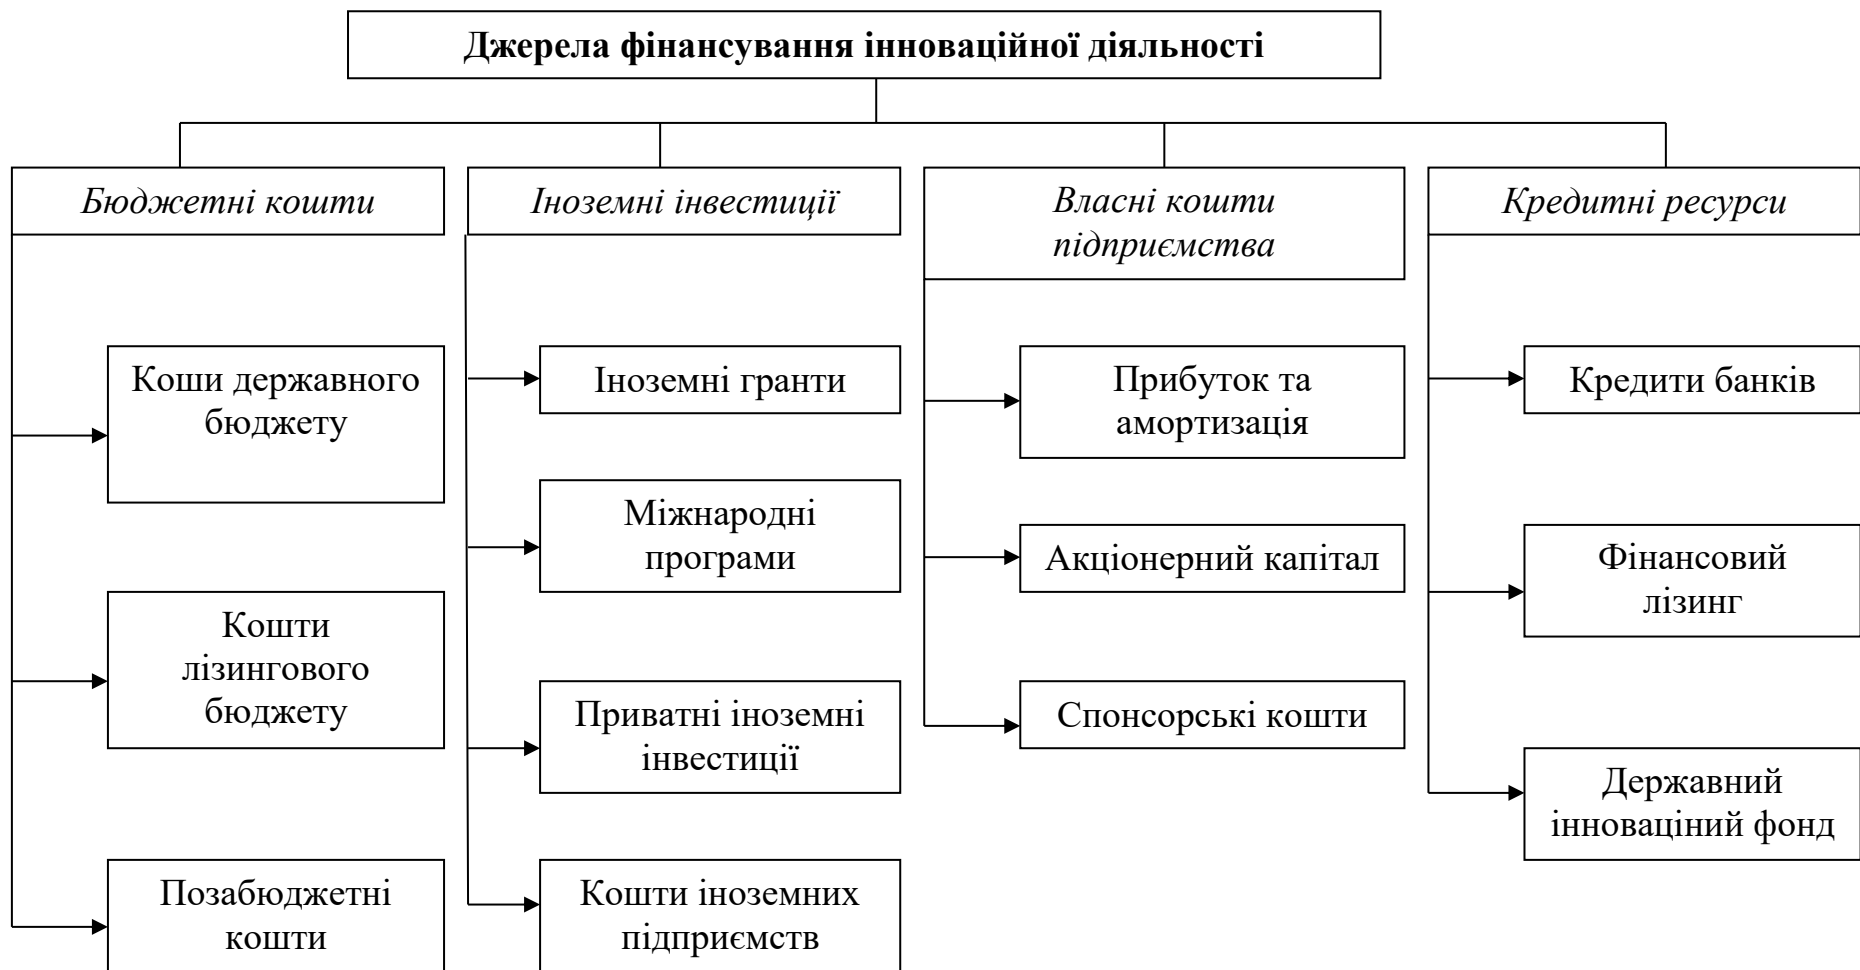 Джерела фінансування інноваційної діяльності
Бюджетні кошти
Коши державного
бюджету
Кошти
лізингового
бюджету
Позабюджетні
кошти
Іноземні інвестиції
Іноземні гранти
Міжнародні
програми
Приватні іноземні
інвестиції
Кошти іноземних
підприємств
Власні кошти
підприємства
Прибуток та
амортизація
Акціонерний капітал
Спонсорські кошти
Кредитні ресурси
Кредити банків
Фінансовий
лізинг
Державний
інноваціний фонд